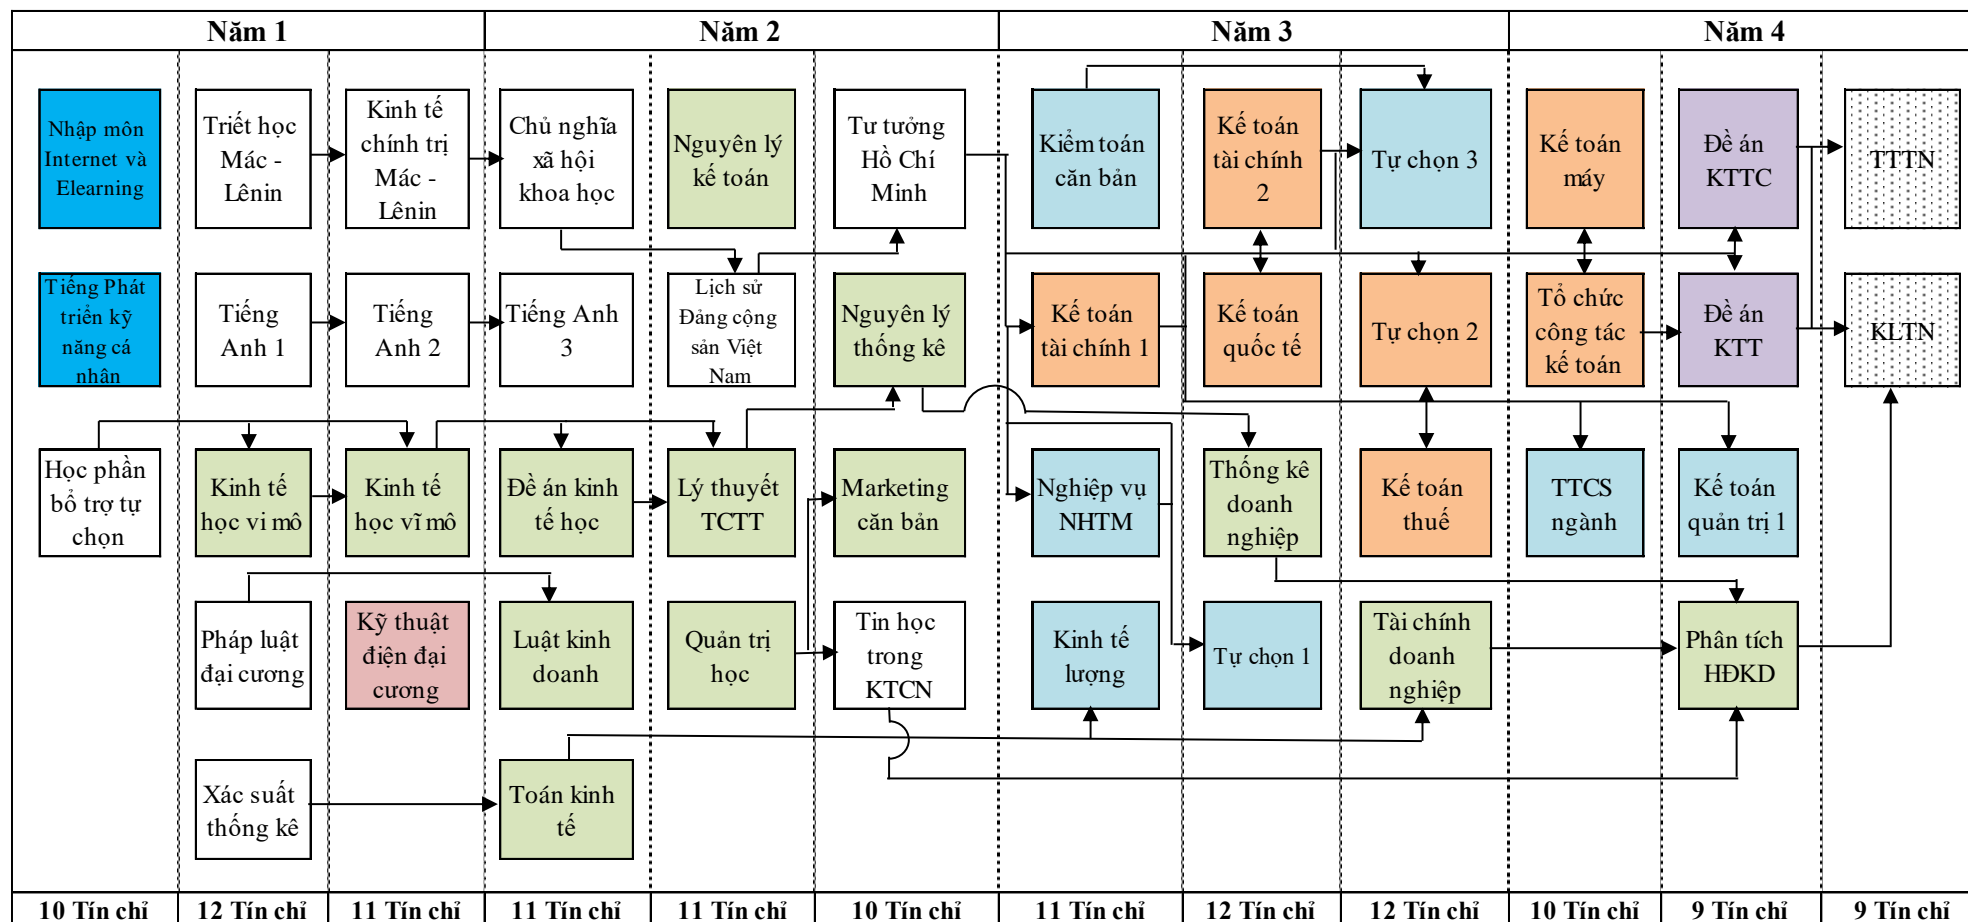 Năm 1
Năm 2
Năm 3
Năm 4
Nhập môn
Internet và
Elearning
Triết học
Mác -
Lênin
Kinh tế
chính trị
Mác -
Lênin
Chủ nghĩa
xã hội
khoa học
Nguyên lý
kế toán
Tư tưởng
Hồ Chí
Minh
Kiểm toán
căn bản
Kế toán
tài chính
2
Tự chọn 3
Kế toán
máy
Đề án
KTTC
TTTN
Tiếng Phát
triển kỹ
năng cá
nhân
Tiếng
Anh 1
Tiếng
Anh 2
Tiếng Anh
3
Lịch sử
Đảng cộng
sản Việt
Nam
Nguyên lý
thống kê
Kế toán
tài chính 1
Kế toán
quốc tế
Tự chọn 2
Tổ chức
công tác
kế toán
Đề án
KTT
KLTN
Học phần
bổ trợ tự
chọn
Kinh tế
học vi mô
Kinh tế
học vĩ mô
Đề án kinh
tế học
Lý thuyết
TCTT
Marketing
căn bản
Nghiệp vụ
NHTM
Thống kê
doanh
nghiệp
Kế toán
thuế
TTCS
ngành
Kế toán
quản trị 1
Pháp luật
đại cương
Kỹ thuật
điện đại
cương
Luật kinh
doanh
Quản trị
học
Tin học
trong
KTCN
Kinh tế
lượng
Tự chọn 1
Tài chính
doanh
nghiệp
Phân tích
HĐKD
Xác suất
thống kê
Toán kinh
tế
10 Tín chỉ
12 Tín chỉ
11 Tín chỉ
11 Tín chỉ
11 Tín chỉ
10 Tín chỉ
11 Tín chỉ
12 Tín chỉ
12 Tín chỉ
10 Tín chỉ
9 Tín chỉ
9 Tín chỉ